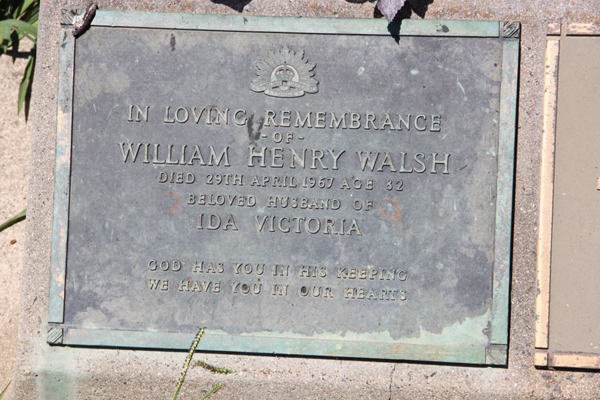 IN LOVING REMEMBRANCE
- OF -
WILLIAM HENRY WALSH
DIED 29TH APRIL 1967 AGE 82
BELOVED HUSBAND OF
IDA VICTORIA
GOD HAS YOU IN HIS KEEPING
WE HAVE YOU IN OUR HEARTS